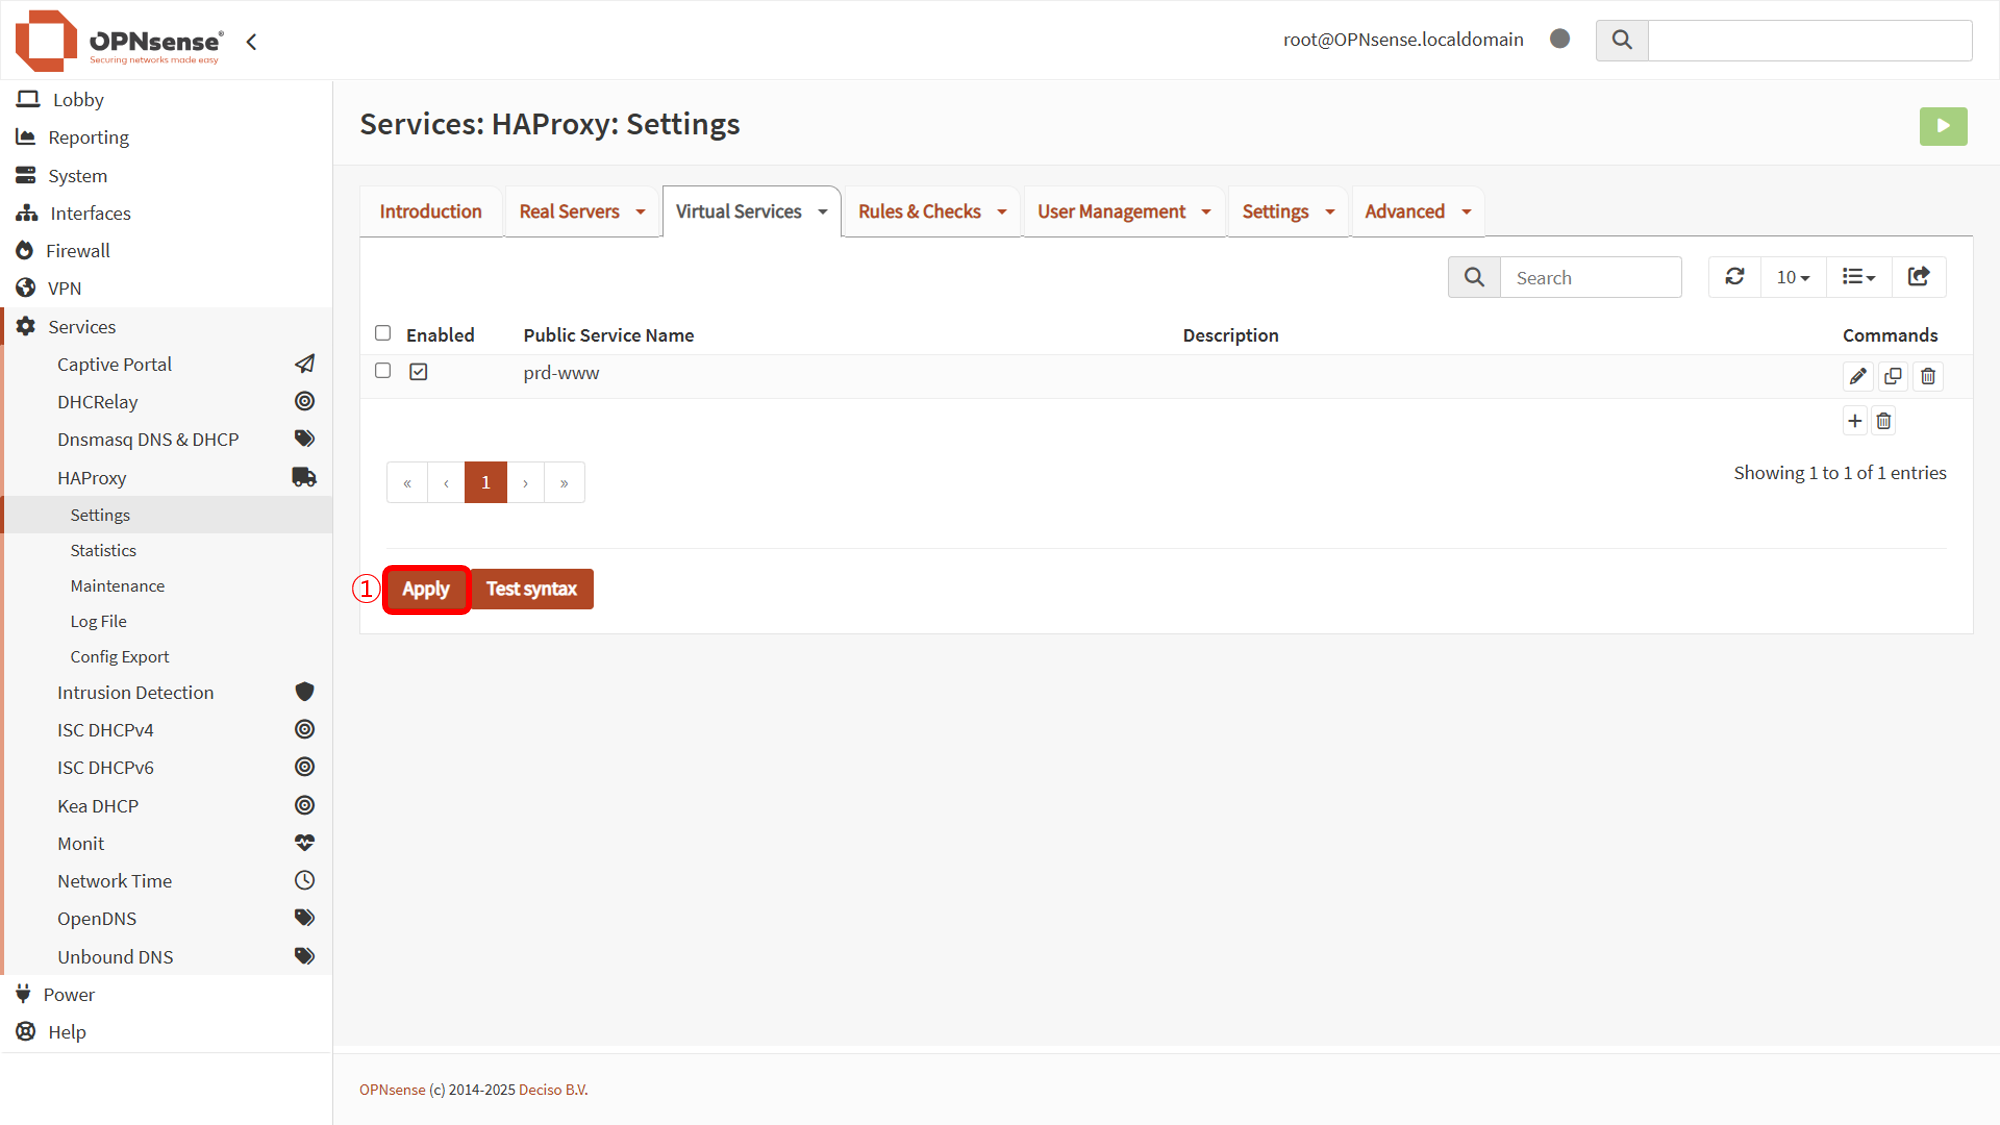 OPNsense®
Securing networks made easy
root@OPNsense.localdomain
Lobby
Reporting
System
Interfaces
Firewall
VPN
Services
Captive Portal
DHCRelay
Dnsmasq DNS & DHCP
HAProxy
Settings
Statistics
Maintenance
Log File
Config Export
Intrusion Detection
ISC DHCPv4
ISC DHCPv6
Kea DHCP
Monit
Network Time
OpenDNS
Unbound DNS
Power
Help
Services: HAProxy: Settings
Introduction Real Servers Virtual Services Rules & Checks User Management Settings Advanced
Search 10
Enabled Public Service Name Description Commands
prd-www
« ‹ 1 › »
Showing 1 to 1 of 1 entries
① Apply Test syntax
OPNsense (c) 2014-2025 Deciso B.V.